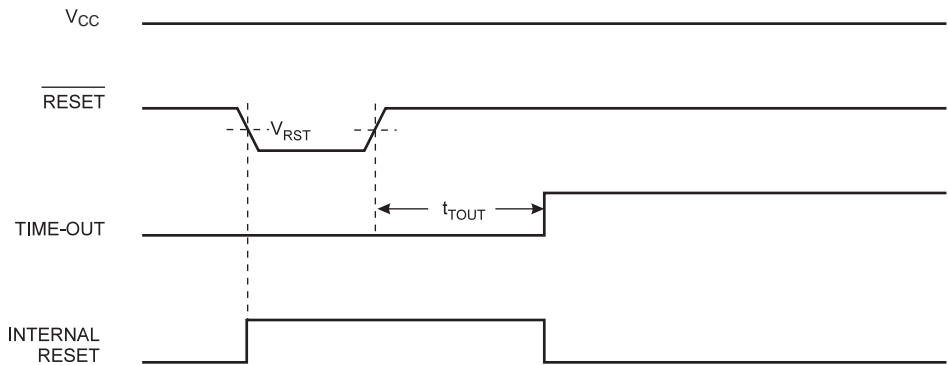 VCC
RESET
VRST
tTOUT
TIME-OUT
INTERNAL
RESET